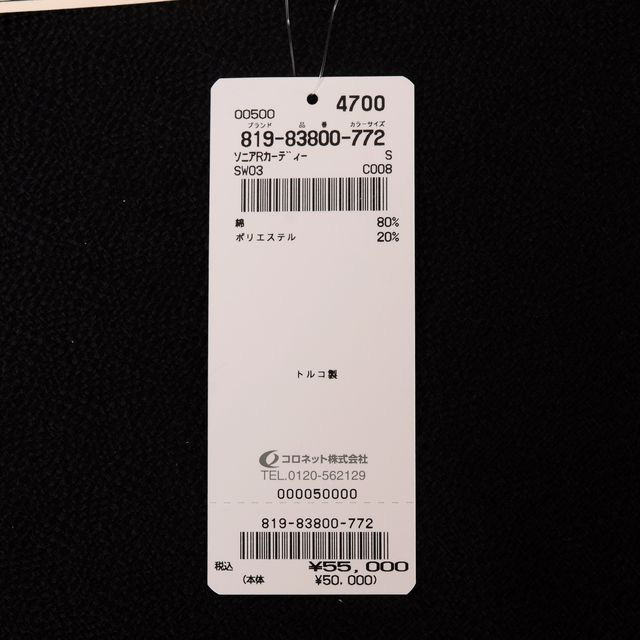 00500 4700
ブランド 品番 カラーサイズ
819-83800-772
ソニアRカーディー S
SW03 C008
綿 80%
ポリエステル 20%
トルコ製
コロネット株式会社
TEL.0120-562129
000050000
819-83800-772
税込 ¥55,000
(本体 ¥50,000)